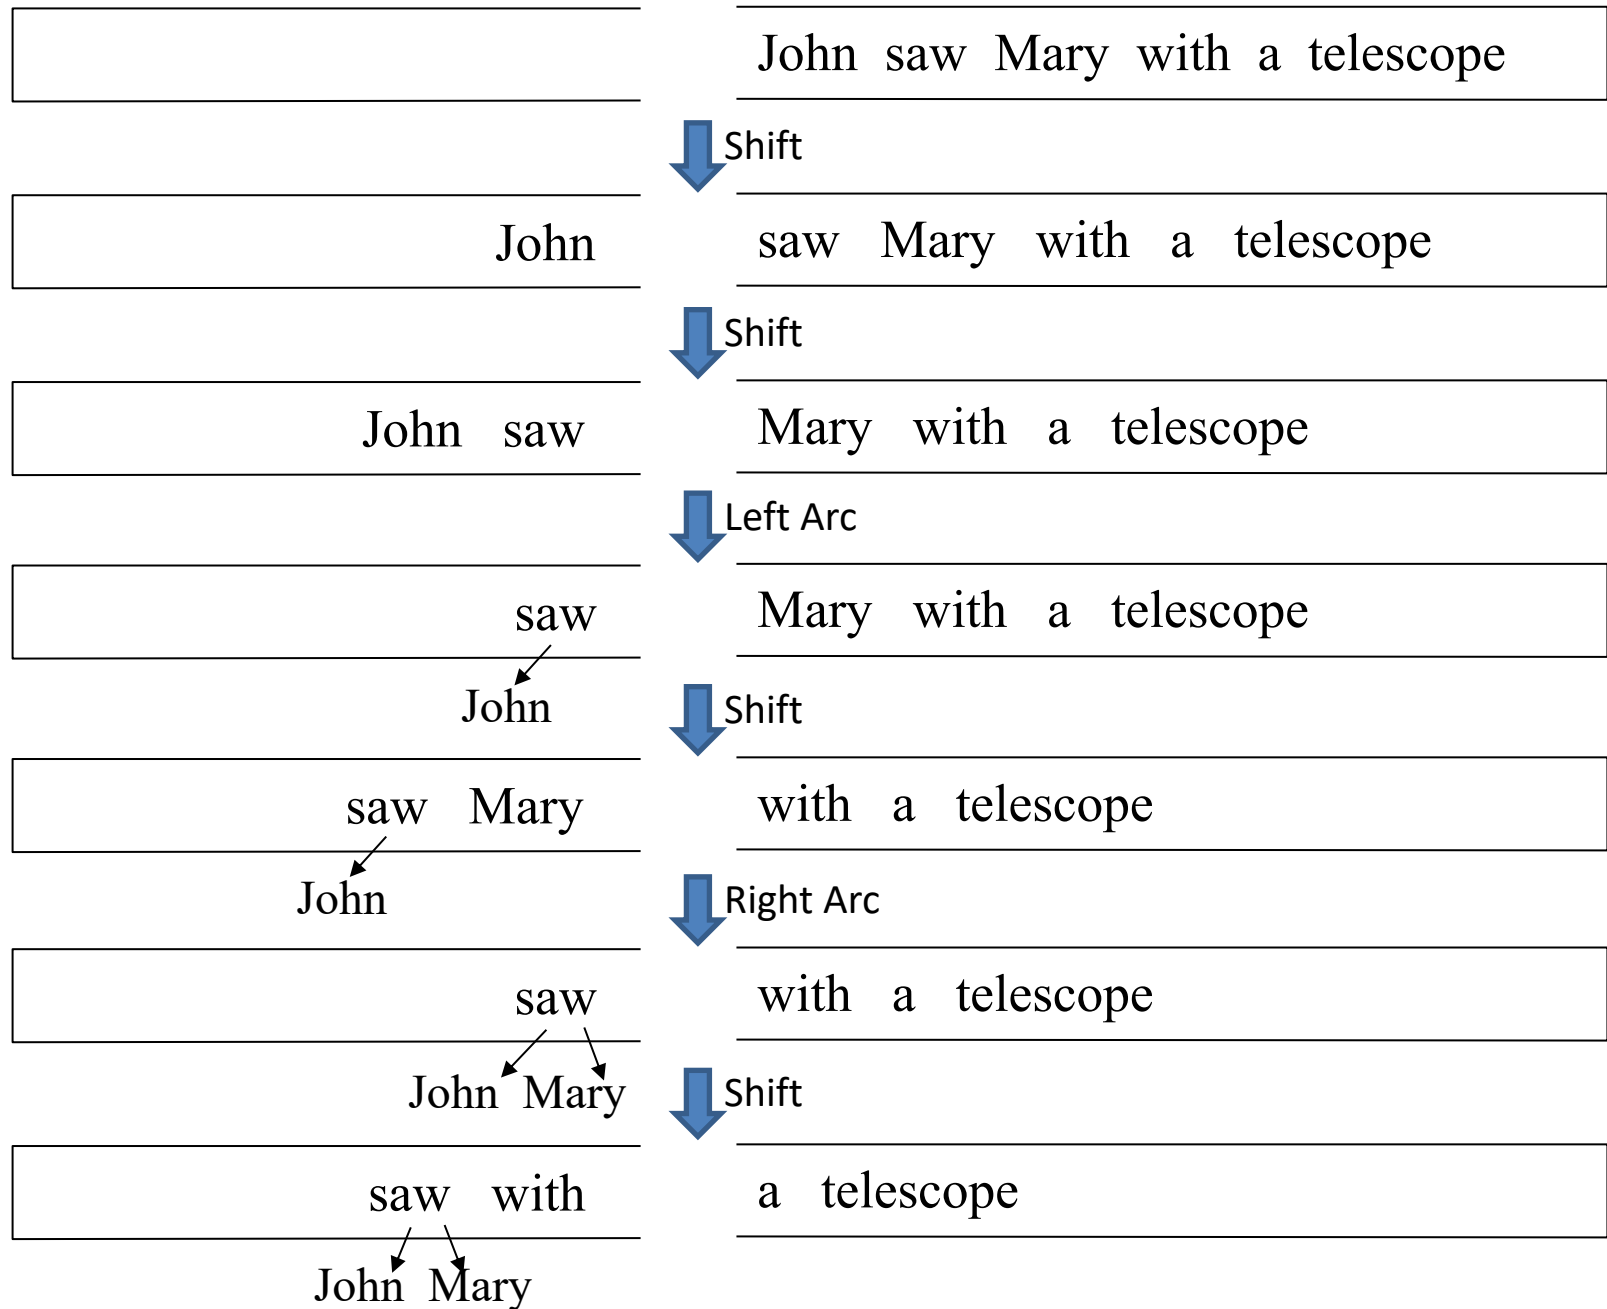 John saw Mary with a telescope
Shift
John saw Mary with a telescope
Shift
John saw Mary with a telescope
Left Arc
saw Mary with a telescope
John
Shift
saw Mary with a telescope
John
Right Arc
saw with a telescope
John Mary
Shift
saw with a telescope
John Mary